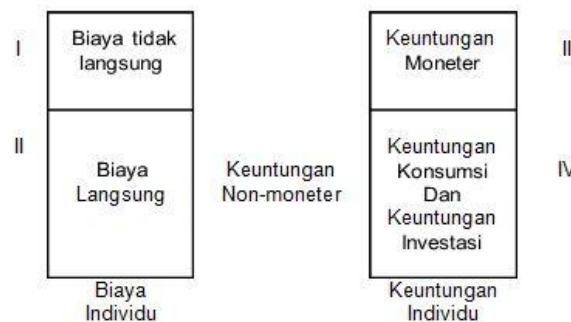 I
Biaya tidak
langsung
II
Biaya
Langsung
Biaya
Individu
Keuntungan
Non-moneter
Keuntungan
Moneter
II
Keuntungan
Konsumsi
Dan
Keuntungan
Investasi
IV
Keuntungan
Individu